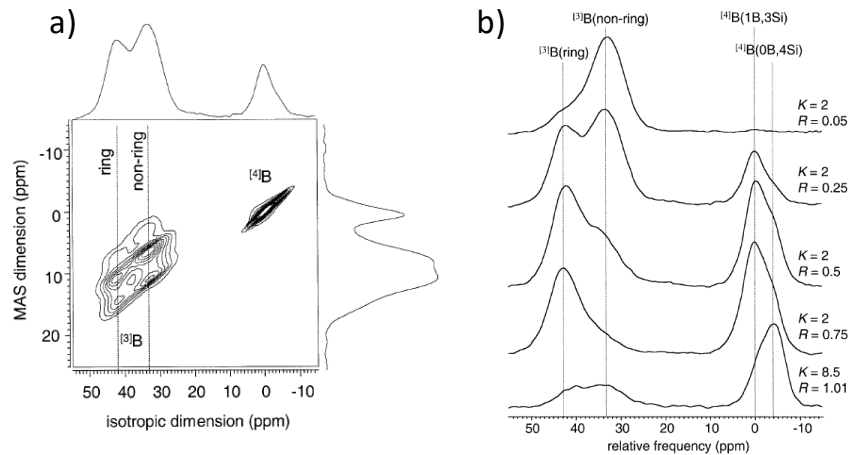 a)
ring
non-ring
[4]B
[3]B
-10
0
10
20
MAS dimension (ppm)
50 40 30 20 10 0 -10
isotropic dimension (ppm)
b)
[3]B(non-ring)
[4]B(1B,3Si)
[3]B(ring)
[4]B(0B,4Si)
K = 2
R = 0.05
K = 2
R = 0.25
K = 2
R = 0.5
K = 2
R = 0.75
K = 8.5
R = 1.01
50 40 30 20 10 0 -10
relative frequency (ppm)